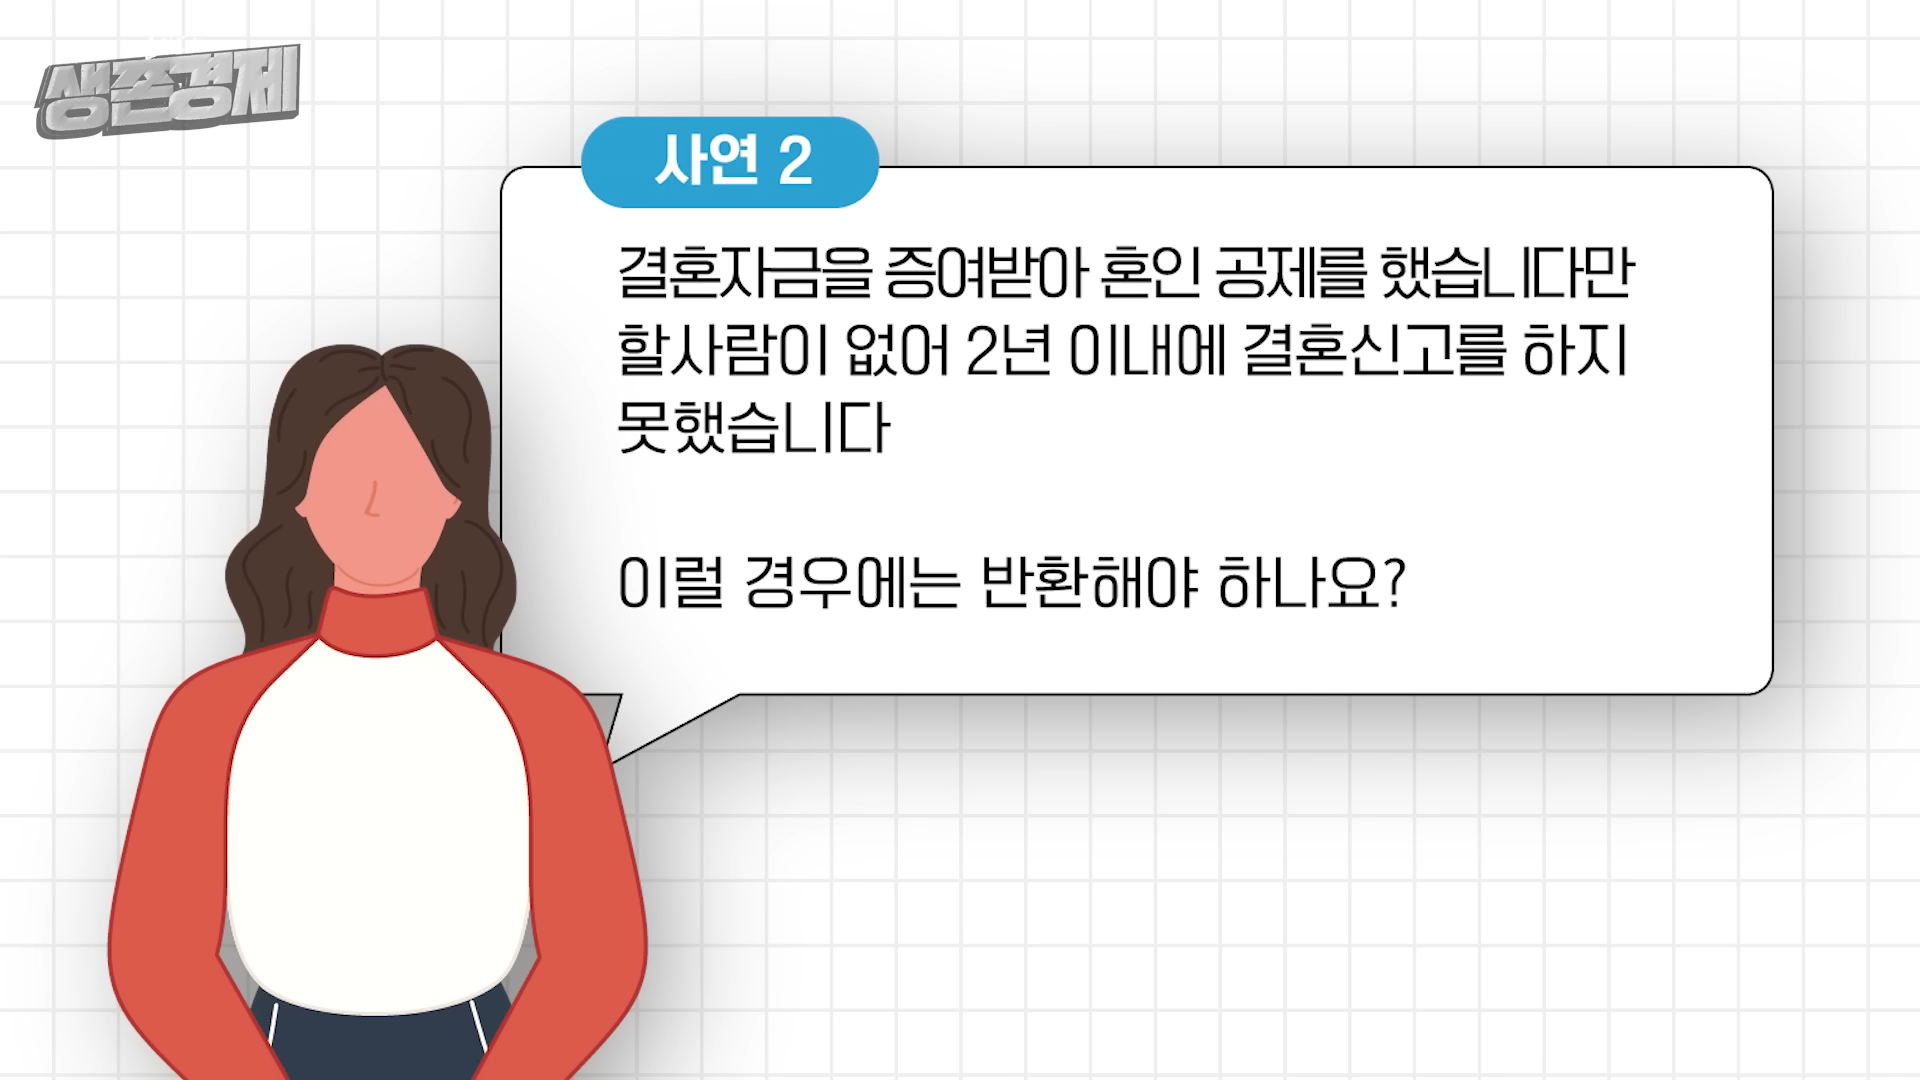 생존경제
사연 2
결혼자금을 증여받아 혼인 공제를 했습니다만
할사람이 없어 2년 이내에 결혼신고를 하지
못했습니다
이럴 경우에는 반환해야 하나요?